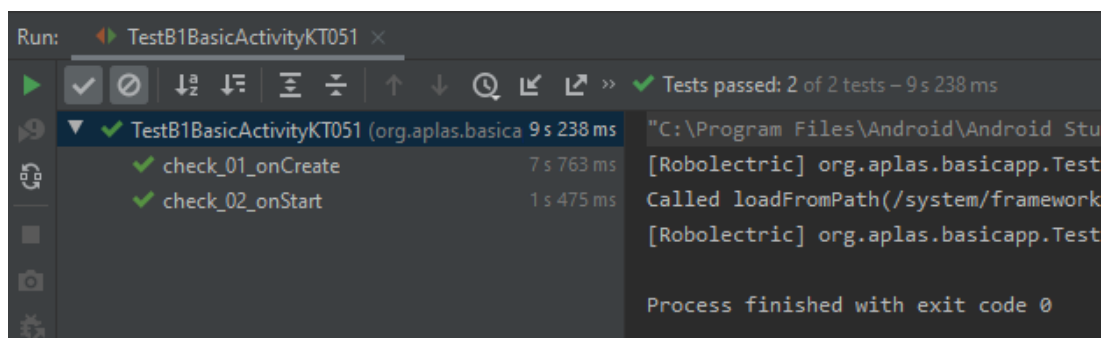 Run: TestB1BasicActivityKT051
Tests passed: 2 of 2 tests – 9 s 238 ms
TestB1BasicActivityKT051 (org.aplas.basica 9 s 238 ms
check_01_onCreate 7 s 763 ms
check_02_onStart 1 s 475 ms
"C:\Program Files\Android\Android Stu
[Robolectric] org.aplas.basicapp.Test
Called loadFromPath(/system/framework
[Robolectric] org.aplas.basicapp.Test
Process finished with exit code 0